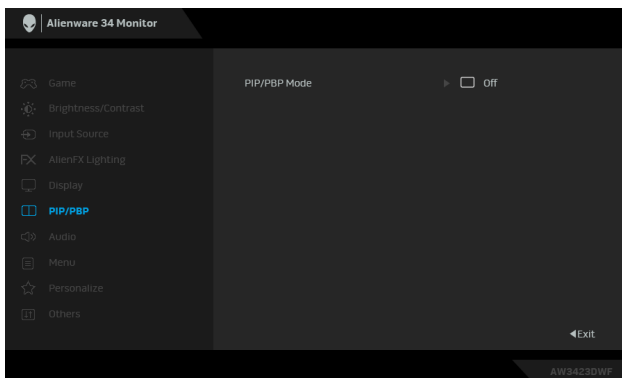 Alienware 34 Monitor
Game
PIP/PBP Mode Off
Brightness/Contrast
Input Source
AlienFX Lighting
Display
PIP/PBP
Audio
Menu
Personalize
Others
Exit
AW3423DWF